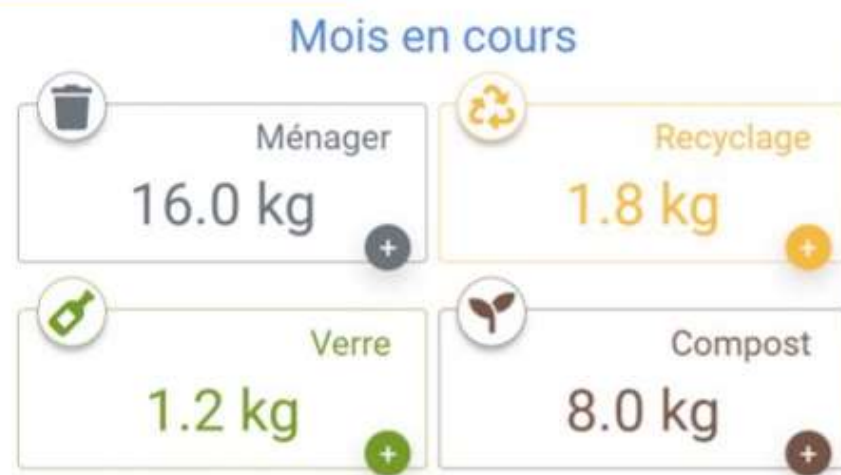 Mois en cours
Ménager
16.0 kg
+
Recyclage
1.8 kg
+
Verre
1.2 kg
+
Compost
8.0 kg
+